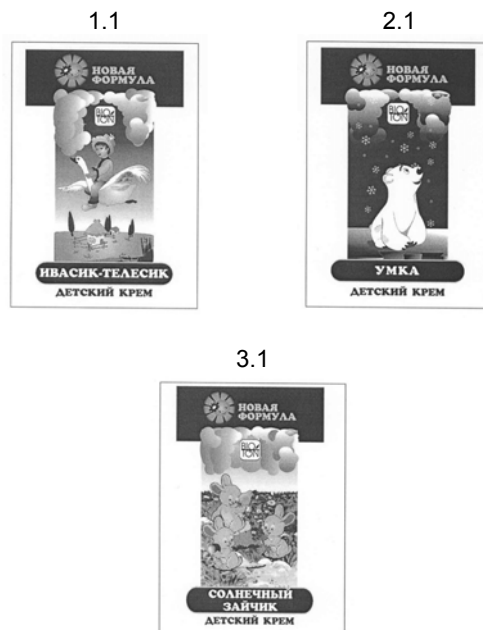 1.1
НОВАЯ
ФОРМУЛА
BIO
TON
ИВАСИК-ТЕЛЕСИК
ДЕТСКИЙ КРЕМ
2.1
НОВАЯ
ФОРМУЛА
BIO
TON
УМКА
ДЕТСКИЙ КРЕМ
3.1
НОВАЯ
ФОРМУЛА
BIO
TON
СОЛНЕЧНЫЙ
ЗАЙЧИК
ДЕТСКИЙ КРЕМ